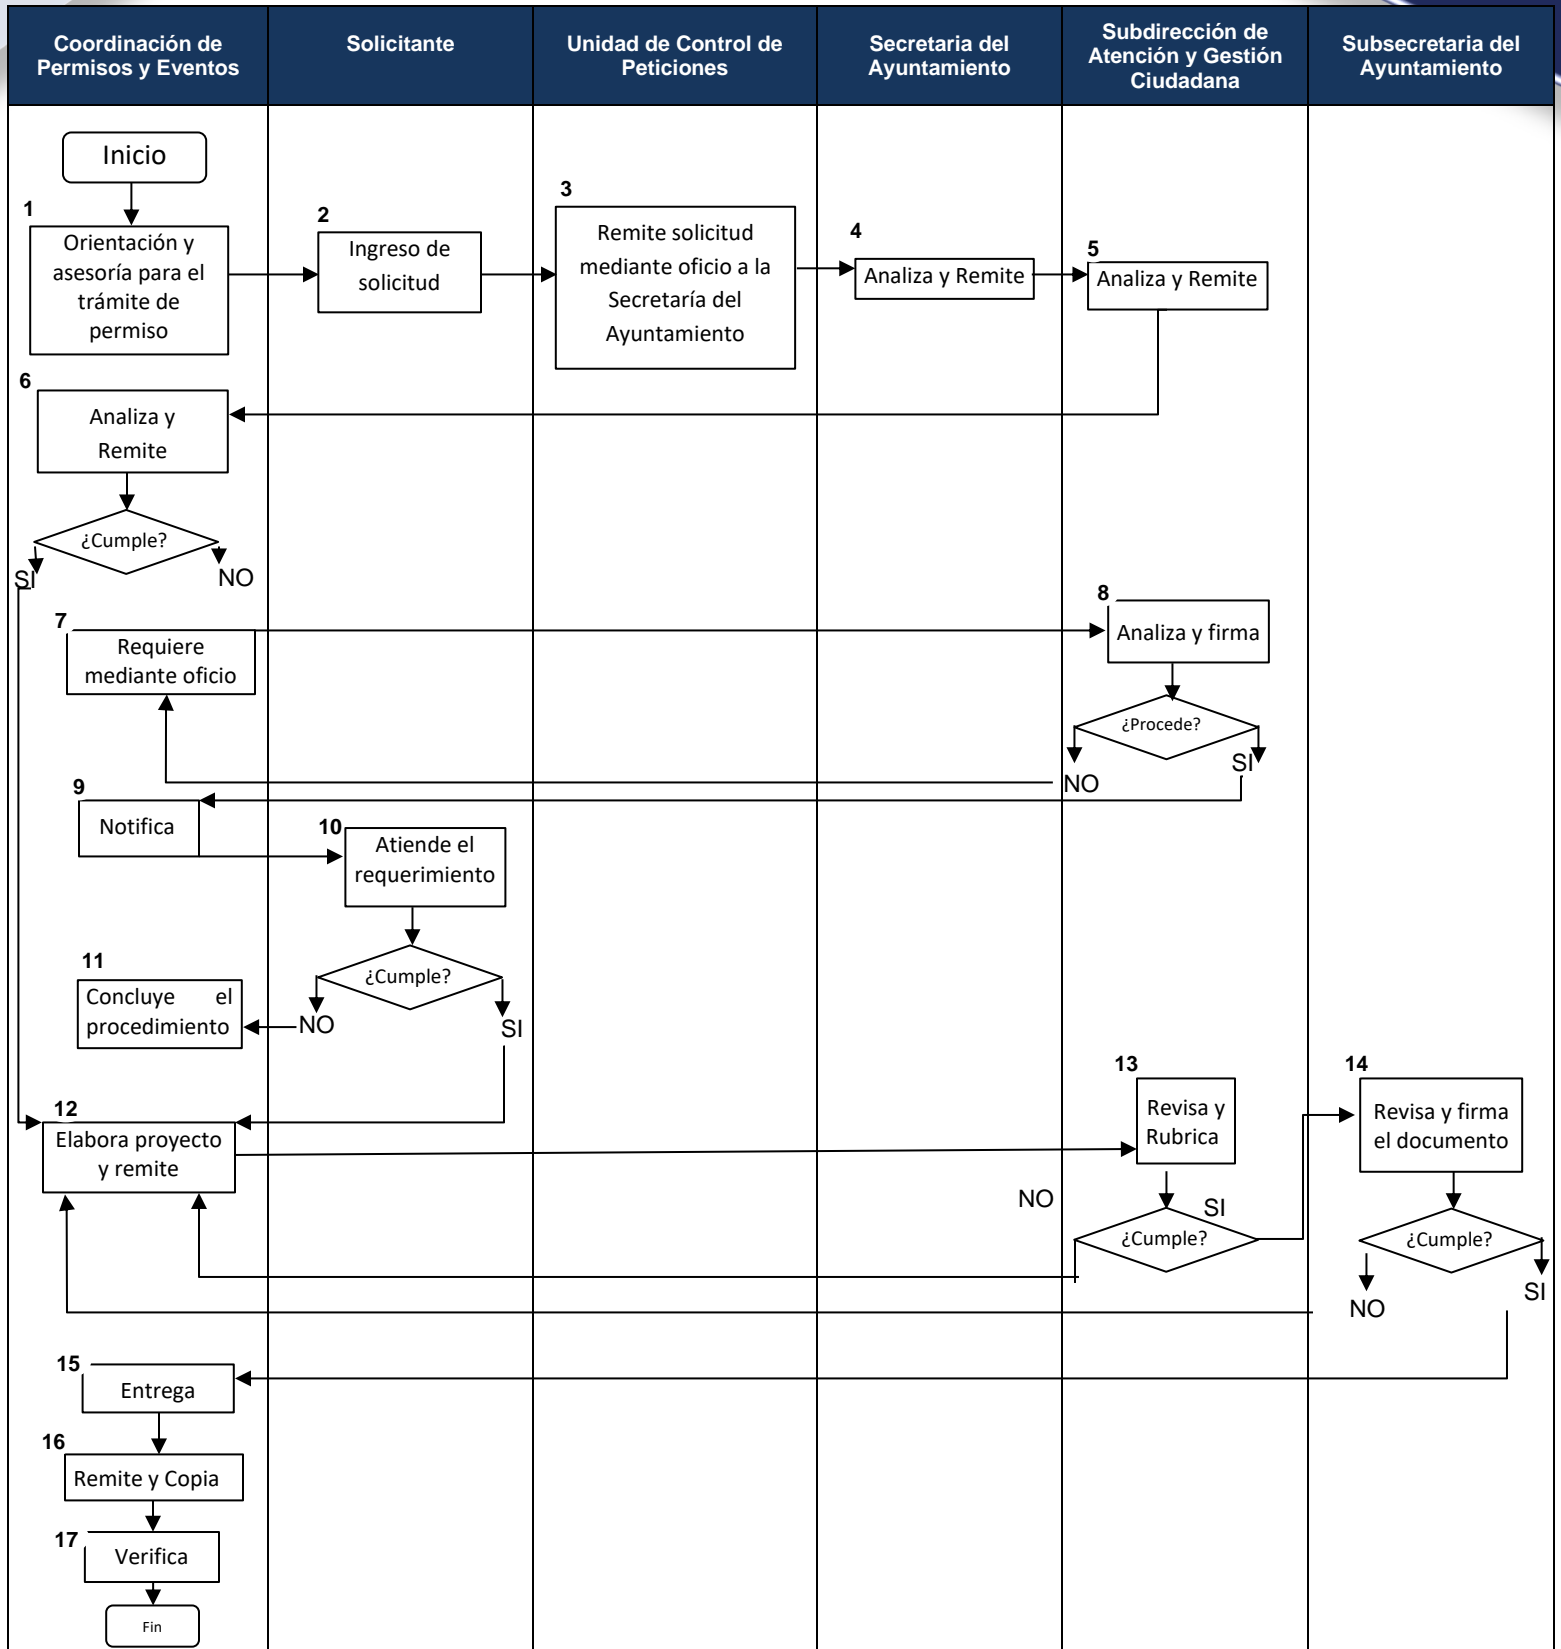 Coordinación de
Permisos y Eventos
Solicitante
Unidad de Control de
Peticiones
Secretaria del
Ayuntamiento
Subdirección de
Atención y Gestión
Ciudadana
Subsecretaria del
Ayuntamiento
Inicio
1
Orientación y
asesoría para el
trámite de
permiso
2
Ingreso de
solicitud
3
Remite solicitud
mediante oficio a la
Secretaría del
Ayuntamiento
4
Analiza y Remite
5
Analiza y Remite
6
Analiza y
Remite
¿Cumple?
SI
NO
7
Requiere
mediante oficio
8
Analiza y firma
¿Procede?
NO
SI
9
Notifica
10
Atiende el
requerimiento
¿Cumple?
NO
SI
11
Concluye el
procedimiento
12
Elabora proyecto
y remite
13
Revisa y
Rubrica
NO
SI
¿Cumple?
14
Revisa y firma
el documento
¿Cumple?
NO
SI
15
Entrega
16
Remite y Copia
17
Verifica
Fin